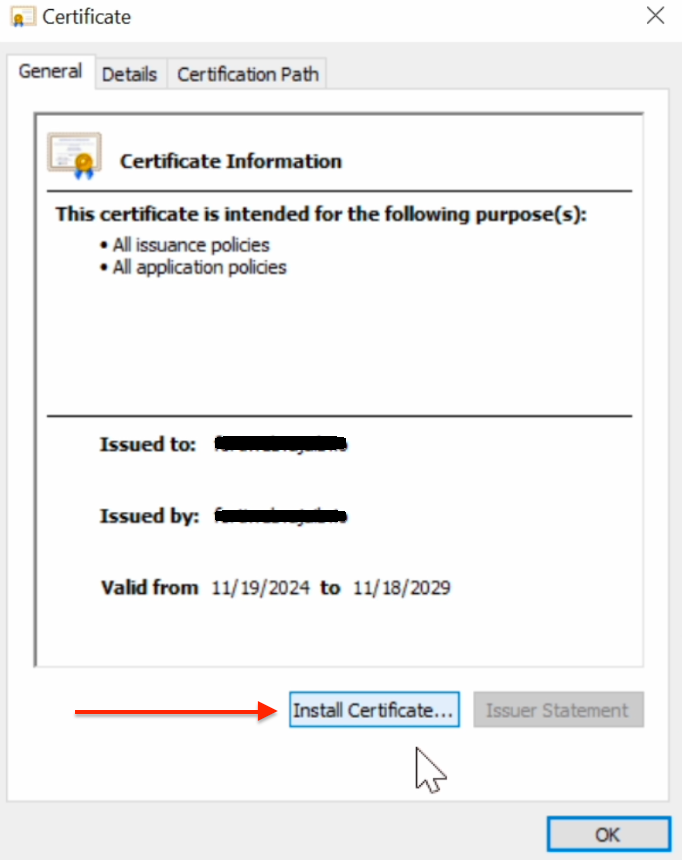 Certificate
General Details Certification Path
Certificate Information
This certificate is intended for the following purpose(s):
• All issuance policies
• All application policies
Issued to:
Issued by:
Valid from 11/19/2024 to 11/18/2029
Install Certificate... Issuer Statement
OK